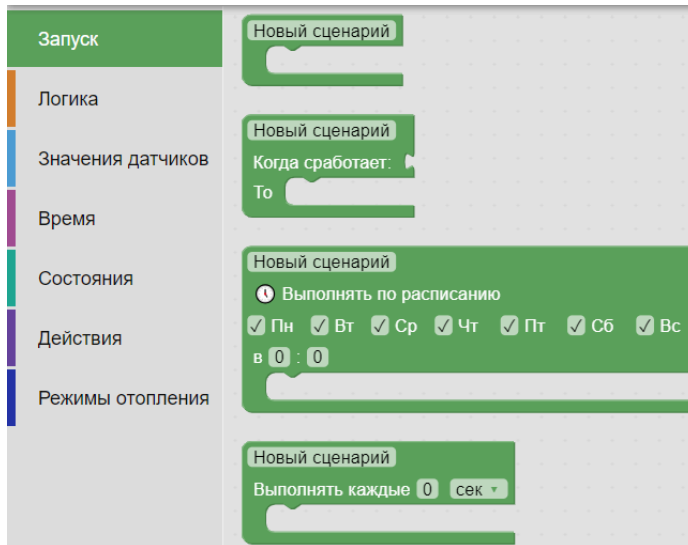 Запуск
Логика
Значения датчиков
Время
Состояния
Действия
Режимы отопления
Новый сценарий
Новый сценарий
Когда сработает:
То
Новый сценарий
Выполнять по расписанию
Пн Вт Ср Чт Пт Сб Вс
в 0 : 0
Новый сценарий
Выполнять каждые 0 сек